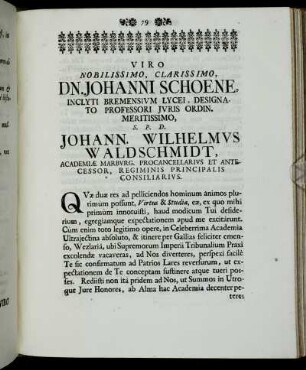 79
VIRO
NOBILISSIMO, CLARISSIMO,
DN. JOHANNI SCHOENE,
INCLYTI BREMENSIVM LYCEI, DESIGNA-
TO PROFESSORI JVRIS ORDIN.
MERITISSIMO,
S. P. D.
JOHANN. WILHELMVS
WALDSCHMIDT,
ACADEMIÆ MARBVRG. PROCANCELLARIVS ET ANTE-
CESSOR, REGIMINIS PRINCIPALIS
CONSILIARIVS.
Quæ duæ res ad pelliciendos hominum animos plu-
rimum possunt, Virtus & Studia, ea, ex quo mihi
primùm innotuisti, haud modicum Tui deside-
rium, egregiamque expectationem apud me excitârunt.
Cum enim toto legitimo opere, in Celeberrima Academia
Ultrajectina absoluto, & itinere per Gallias feliciter emen-
so, Wezlariæ, ubi Supremorum Imperii Tribunalium Praxi
excolendæ vacaveras, ad Nos diverteres, perspexi facilè
Te sic confirmatum ad Patrios Lares reversurum, ut ex-
pectationem de Te conceptam sustinere atque tueri pos-
ses. Rediisti non ita pridem ad Nos, ut Summos in Utro-
que Jure Honores, ab Alma hac Academia decenter pe-
teres